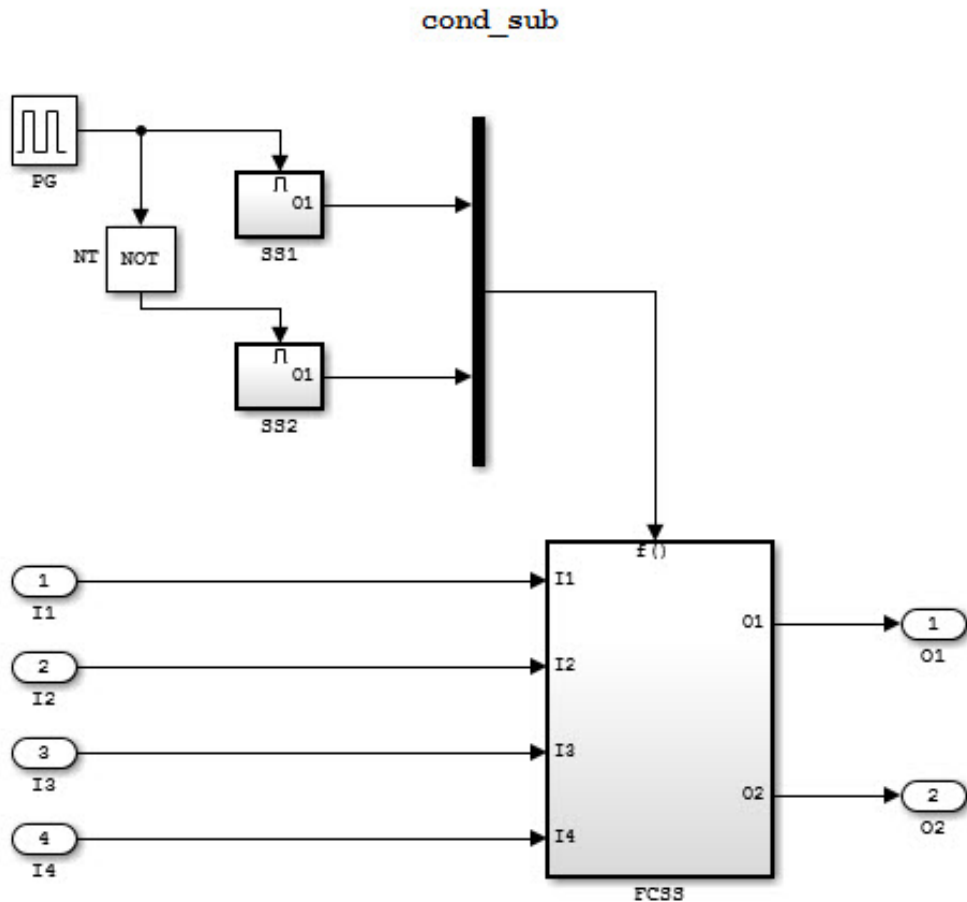 cond_sub
PG
O1
SS1
NT
NOT
O1
SS2
f()
1
I1
I1
O1
1
O1
2
I2
I2
3
I3
I3
O2
2
O2
4
I4
I4
FCSS